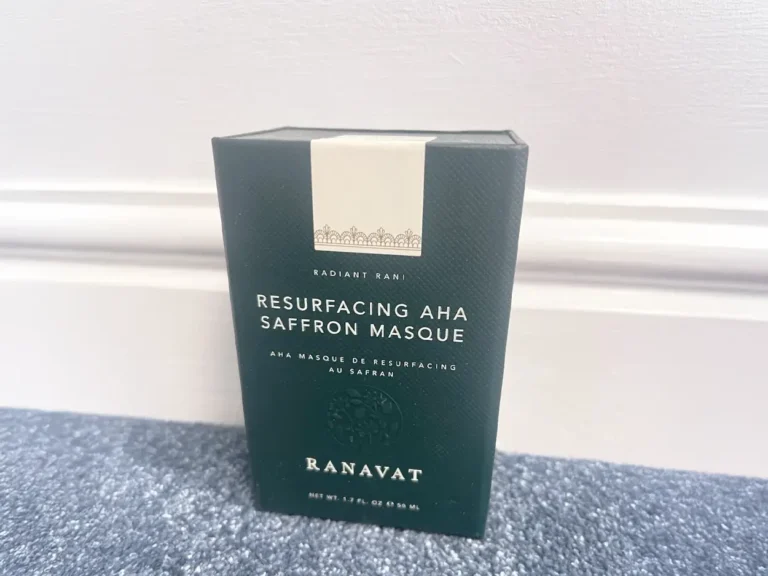 RADIANT RANI
RESURFACING AHA
SAFFRON MASQUE
AHA MASQUE DE RESURFACING
AU SAFRAN
RANAVAT
NET WT. 1.7 FL. OZ ℮ 50 ML